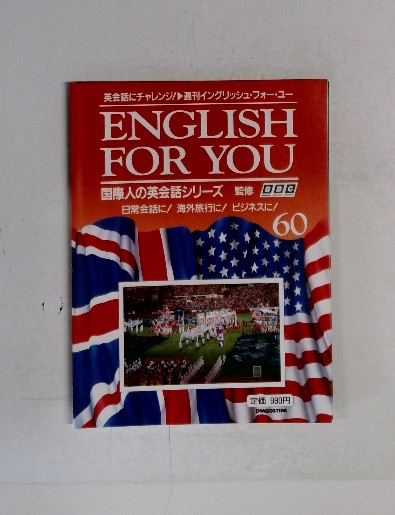 英会話にチャレンジ!▶週刊イングリッシュ・フォー・ユー
ENGLISH
FOR YOU
国際人の英会話シリーズ 監修 BBC
日常会話に! 海外旅行に! ビジネスに!
60
定価 980円
DEAGOSTINI